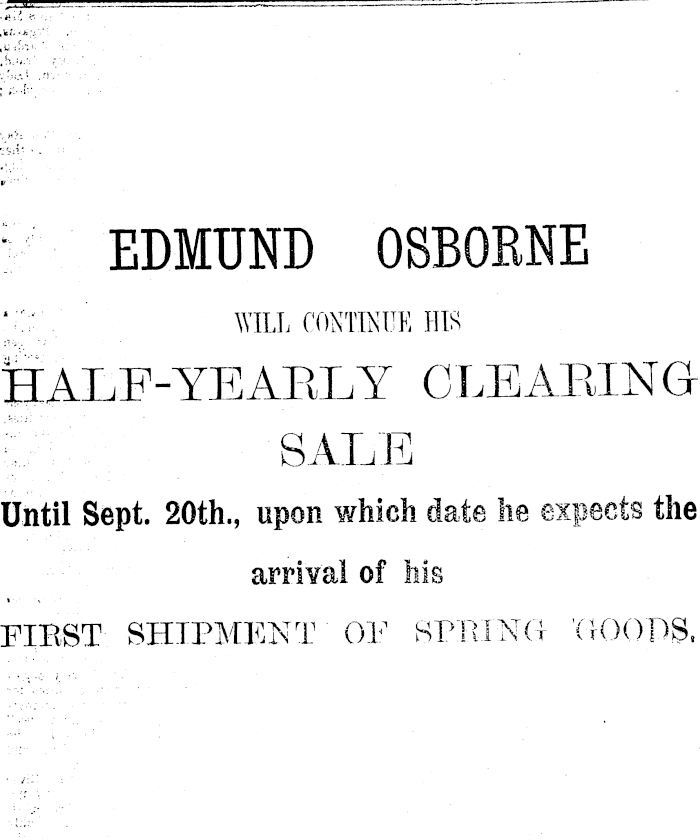 EDMUND OSBORNE
WILL CONTINUE HIS
HALF-YEARLY CLEARING
SALE
Until Sept. 20th., upon which date he expects the
arrival of his
FIRST SHIPMENT OF SPRING GOODS.